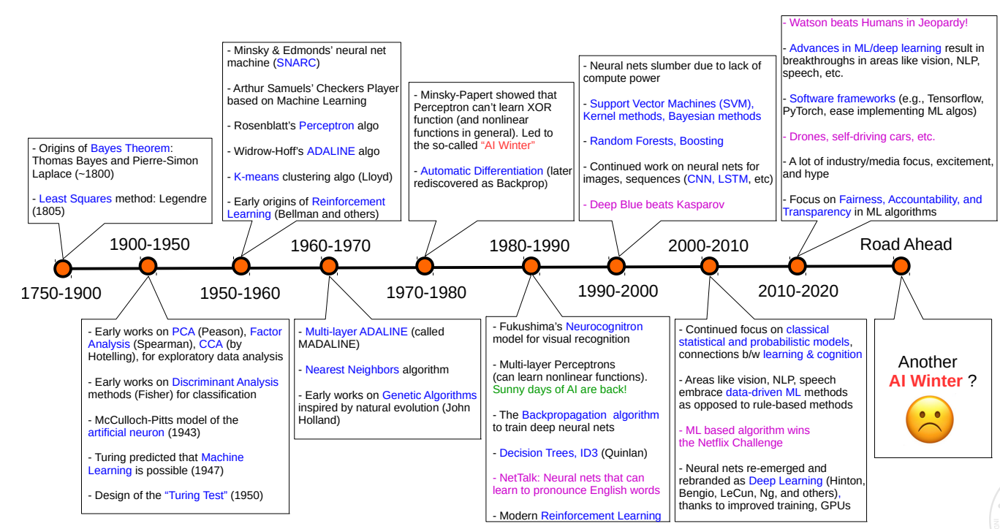 - Origins of Bayes Theorem:
Thomas Bayes and Pierre-Simon
Laplace (~1800)
- Least Squares method: Legendre
(1805)
1750-1900
1900-1950
- Early works on PCA (Peason), Factor
Analysis (Spearman), CCA (by
Hotelling), for exploratory data analysis
- Early works on Discriminant Analysis
methods (Fisher) for classification
- McCulloch-Pitts model of the
artificial neuron (1943)
- Turing predicted that Machine
Learning is possible (1947)
- Design of the “Turing Test” (1950)
- Minsky & Edmonds’ neural net
machine (SNARC)
- Arthur Samuels’ Checkers Player
based on Machine Learning
- Rosenblatt’s Perceptron algo
- Widrow-Hoff’s ADALINE algo
- K-means clustering algo (Lloyd)
- Early origins of Reinforcement
Learning (Bellman and others)
1950-1960
1960-1970
- Multi-layer ADALINE (called
MADALINE)
- Nearest Neighbors algorithm
- Early works on Genetic Algorithms
inspired by natural evolution (John
Holland)
- Minsky-Papert showed that
Perceptron can’t learn XOR
function (and nonlinear
functions in general). Led to
the so-called “AI Winter”
- Automatic Differentiation (later
rediscovered as Backprop)
1970-1980
1980-1990
- Fukushima’s Neurocognitron
model for visual recognition
- Multi-layer Perceptrons
(can learn nonlinear functions).
Sunny days of AI are back!
- The Backpropagation algorithm
to train deep neural nets
- Decision Trees, ID3 (Quinlan)
- NetTalk: Neural nets that can
learn to pronounce English words
- Modern Reinforcement Learning
- Neural nets slumber due to lack of
compute power
- Support Vector Machines (SVM),
Kernel methods, Bayesian methods
- Random Forests, Boosting
- Continued work on neural nets for
images, sequences (CNN, LSTM, etc)
- Deep Blue beats Kasparov
1990-2000
2000-2010
- Continued focus on classical
statistical and probabilistic models,
connections b/w learning & cognition
- Areas like vision, NLP, speech
embrace data-driven ML methods
as opposed to rule-based methods
- ML based algorithm wins
the Netflix Challenge
- Neural nets re-emerged and
rebranded as Deep Learning (Hinton,
Bengio, LeCun, Ng, and others),
thanks to improved training, GPUs
- Watson beats Humans in Jeopardy!
- Advances in ML/deep learning result in
breakthroughs in areas like vision, NLP,
speech, etc.
- Software frameworks (e.g., Tensorflow,
PyTorch, ease implementing ML algos)
- Drones, self-driving cars, etc.
- A lot of industry/media focus, excitement,
and hype
- Focus on Fairness, Accountability, and
Transparency in ML algorithms
2010-2020
Road Ahead
Another
AI Winter ?